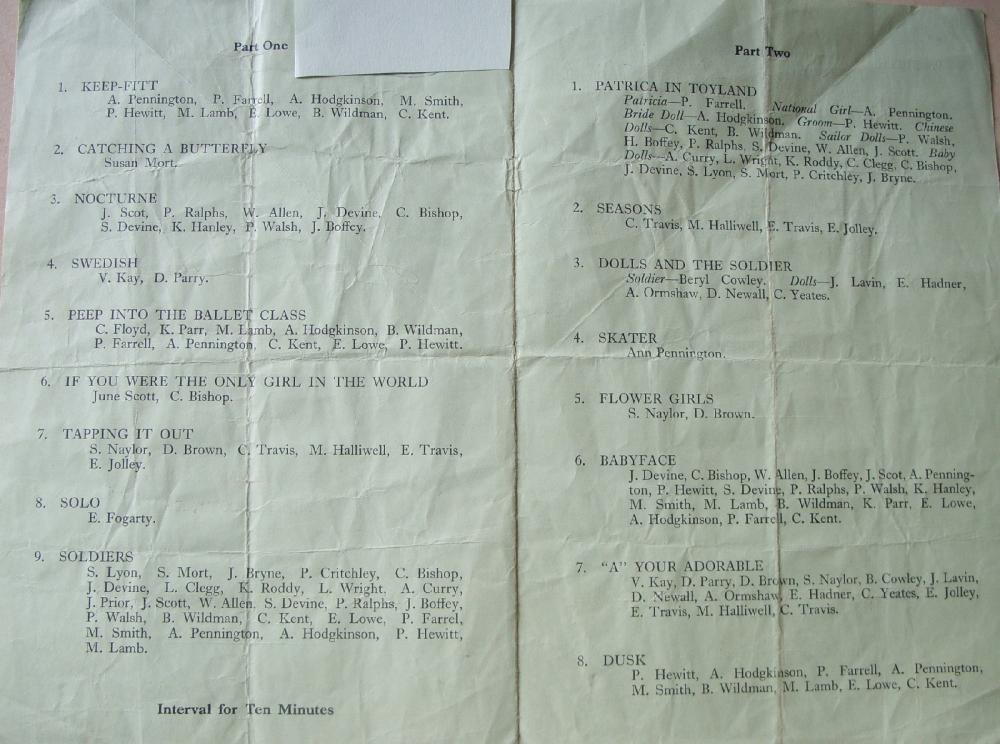 Part One
1. KEEP-FITT
A. Pennington, P. Farrell, A. Hodgkinson, M. Smith,
P. Hewitt, M. Lamb, E. Lowe, B. Wildman, C. Kent.
2. CATCHING A BUTTERFLY
Susan Mort.
3. NOCTURNE
J. Scot, P. Ralphs, W. Allen, J. Devine, C. Bishop,
S. Devine, K. Hanley, P. Walsh, J. Boffey.
4. SWEDISH
V. Kay, D. Parry.
5. PEEP INTO THE BALLET CLASS
C. Floyd, K. Parr, M. Lamb, A. Hodgkinson, B. Wildman,
P. Farrell, A. Pennington, C. Kent, E. Lowe, P. Hewitt.
6. IF YOU WERE THE ONLY GIRL IN THE WORLD
June Scott, C. Bishop.
7. TAPPING IT OUT
S. Naylor, D. Brown, C. Travis, M. Halliwell, E. Travis,
E. Jolley.
8. SOLO
E. Fogarty.
9. SOLDIERS
S. Lyon, S. Mort, J. Bryne, P. Critchley, C. Bishop,
J. Devine, L. Clegg, K. Roddy, L. Wright, A. Curry,
J. Prior, J. Scott, W. Allen, S. Devine, P. Ralphs, J. Boffey,
P. Walsh, B. Wildman, C. Kent, E. Lowe, P. Farrel,
M. Smith, A. Pennington, A. Hodgkinson, P. Hewitt,
M. Lamb.
Interval for Ten Minutes
Part Two
1. PATRICA IN TOYLAND
Patricia—P. Farrell. National Girl—A. Pennington.
Bride Doll—A. Hodgkinson. Groom—P. Hewitt. Chinese
Dolls—C. Kent, B. Wildman. Sailor Dolls—P. Walsh,
H. Boffey, P. Ralphs, S. Devine, W. Allen, J. Scott. Baby
Dolls—A. Curry, L. Wright, K. Roddy, C. Clegg, C. Bishop,
J. Devine, S. Lyon, S. Mort, P. Critchley, J. Bryne.
2. SEASONS
C. Travis, M. Halliwell, E. Travis, E. Jolley.
3. DOLLS AND THE SOLDIER
Soldier—Beryl Cowley. Dolls—J. Lavin, E. Hadner,
A. Ormshaw, D. Newall, C. Yeates.
4. SKATER
Ann Pennington.
5. FLOWER GIRLS
S. Naylor, D. Brown.
6. BABYFACE
J. Devine, C. Bishop, W. Allen, J. Boffey, J. Scot, A. Penning-
ton, P. Hewitt, S. Devine, P. Ralphs, P. Walsh, K. Hanley,
M. Smith, M. Lamb, B. Wildman, K. Parr, E. Lowe,
A. Hodgkinson, P. Farrell, C. Kent.
7. "A" YOUR ADORABLE
V. Kay, D. Parry, D. Brown, S. Naylor, B. Cowley, J. Lavin,
D. Newall, A. Ormshaw, E. Hadner, C. Yeates, E. Jolley,
E. Travis, M. Halliwell, C. Travis.
8. DUSK
P. Hewitt, A. Hodgkinson, P. Farrell, A. Pennington,
M. Smith, B. Wildman, M. Lamb, E. Lowe, C. Kent.